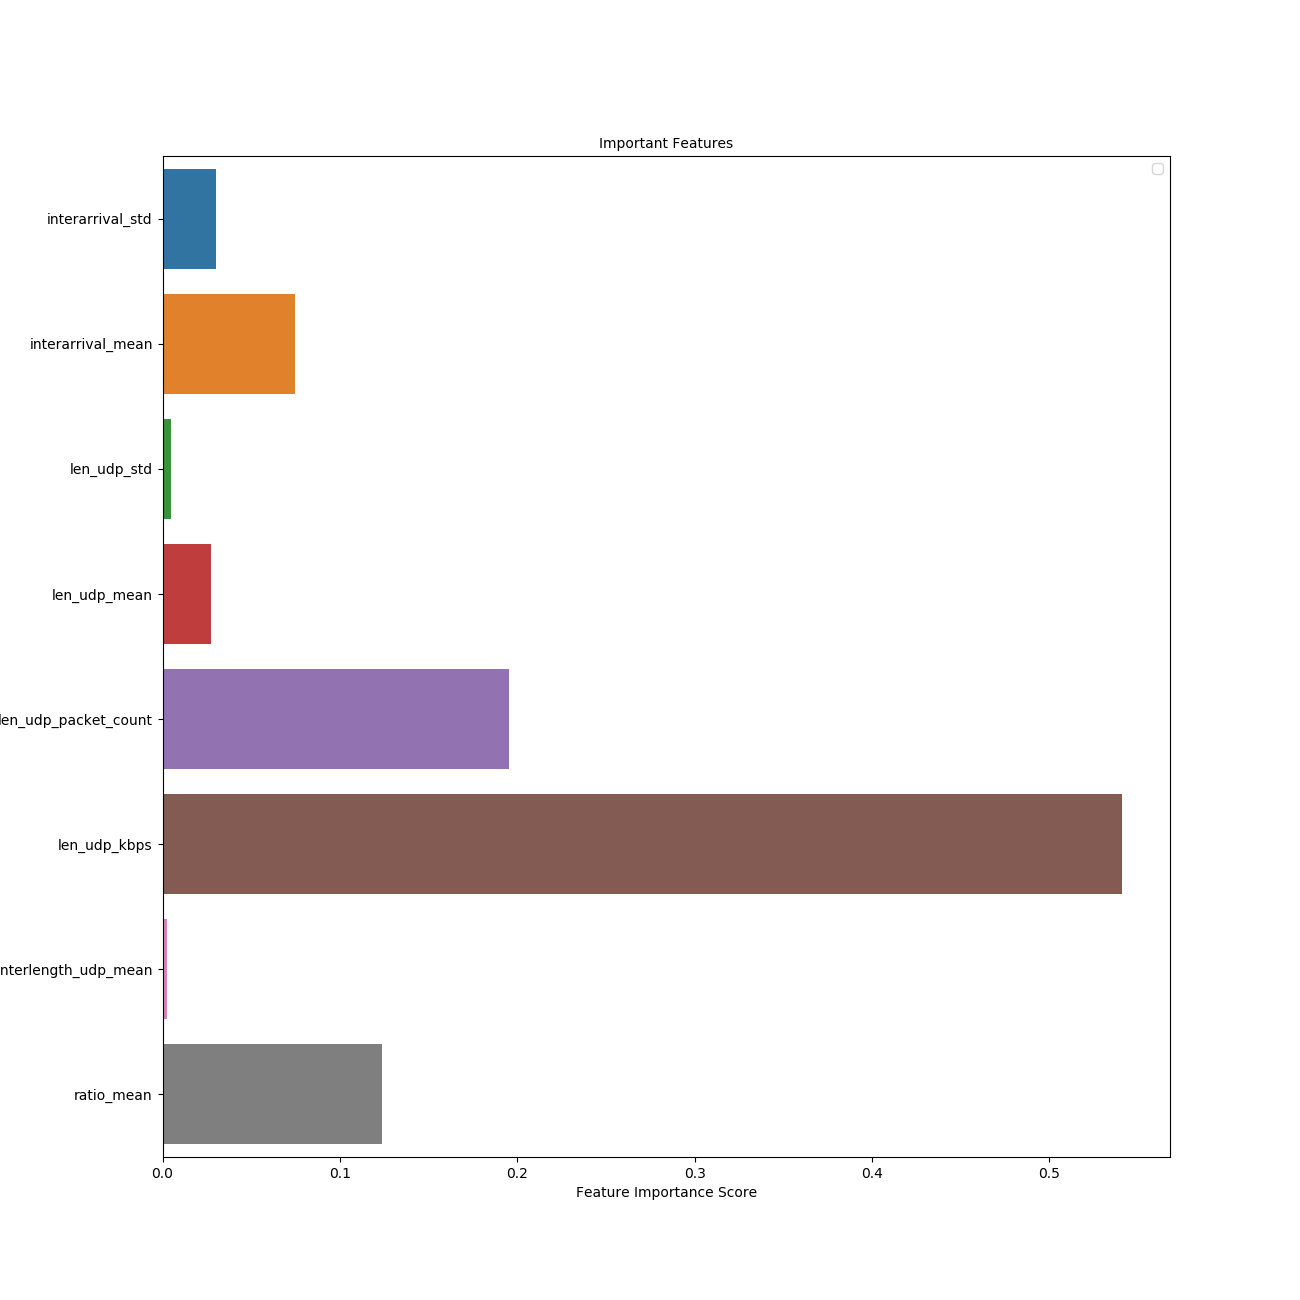 Important Features
interarrival_std
interarrival_mean
len_udp_std
len_udp_mean
len_udp_packet_count
len_udp_kbps
nterlength_udp_mean
ratio_mean
0.0 0.1 0.2 0.3 0.4 0.5
Feature Importance Score